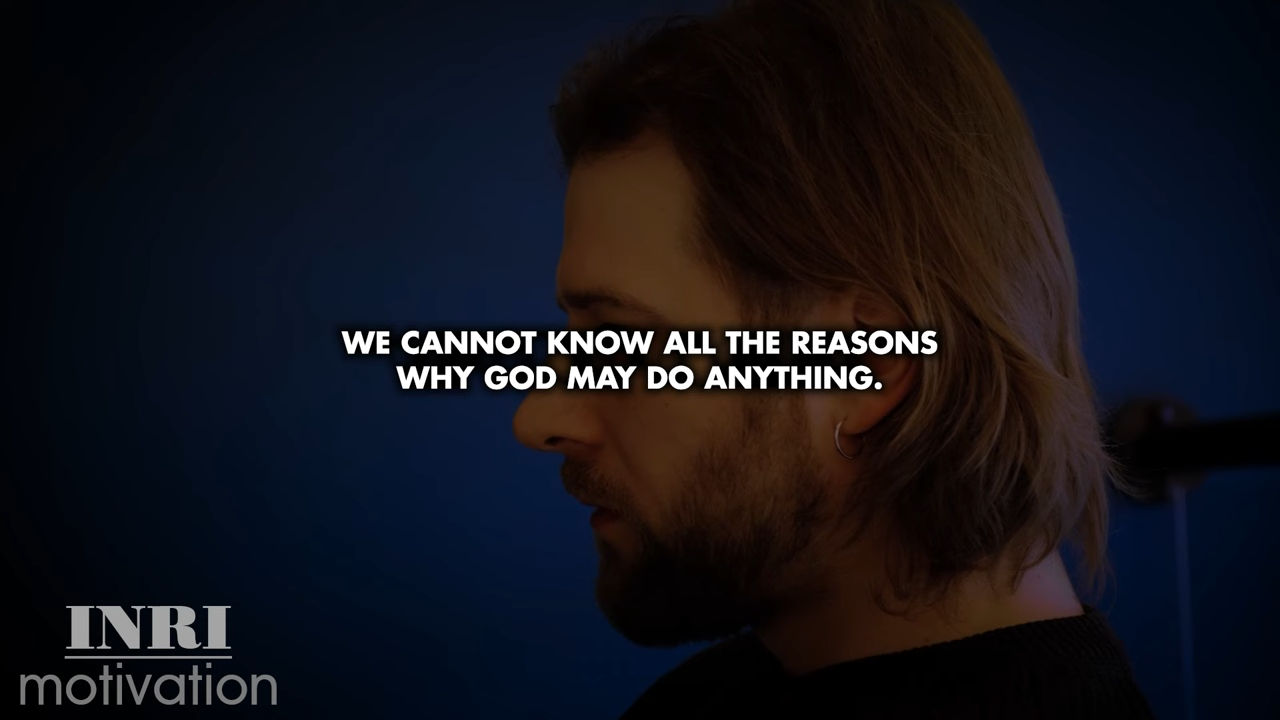 WE CANNOT KNOW ALL THE REASONS
WHY GOD MAY DO ANYTHING.
INRI
motivation